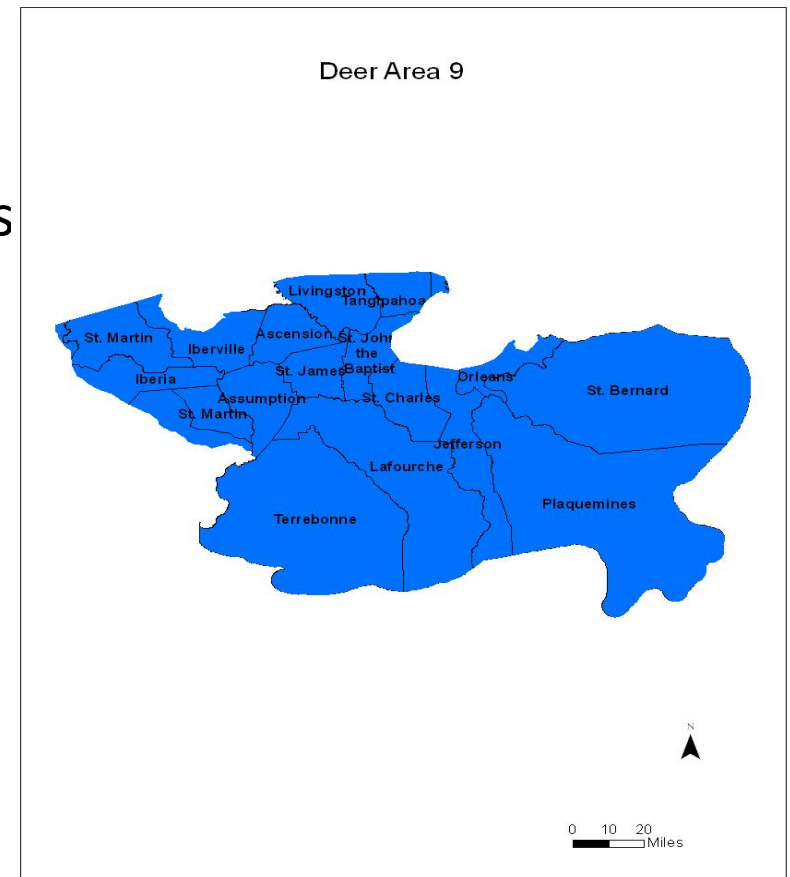 Deer Area 9
s
Livingston
Tangipahoa
St. Martin
Iberville
Ascension
St. John
the
Baptist
St. James
Iberia
Assumption
St. Martin
St. Charles
Orleans
St. Bernard
Jefferson
Lafourche
Plaquemines
Terrebonne
N
0 10 20
Miles